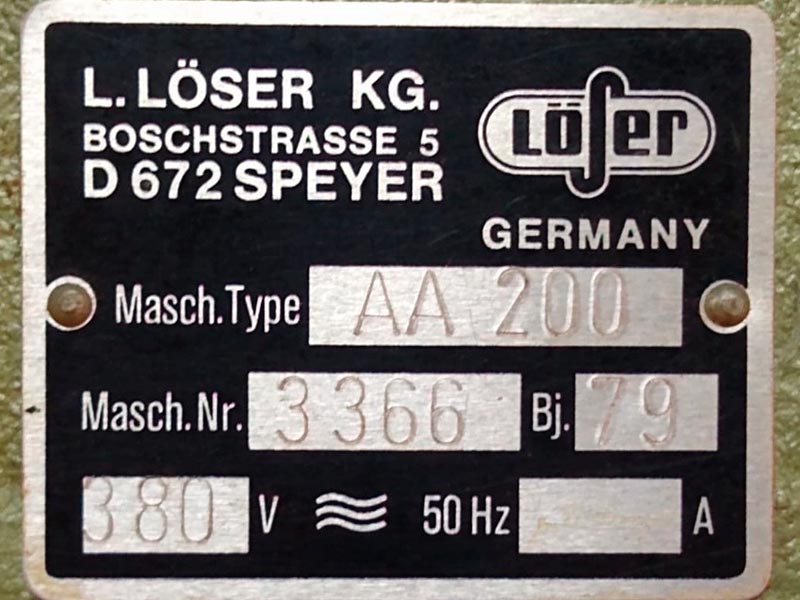 L. LÖSER KG.
BOSCHSTRASSE 5
D 672 SPEYER
Löser
GERMANY
Masch.Type AA 200
Masch.Nr. 3366 Bj. 79
380 V 50 Hz A